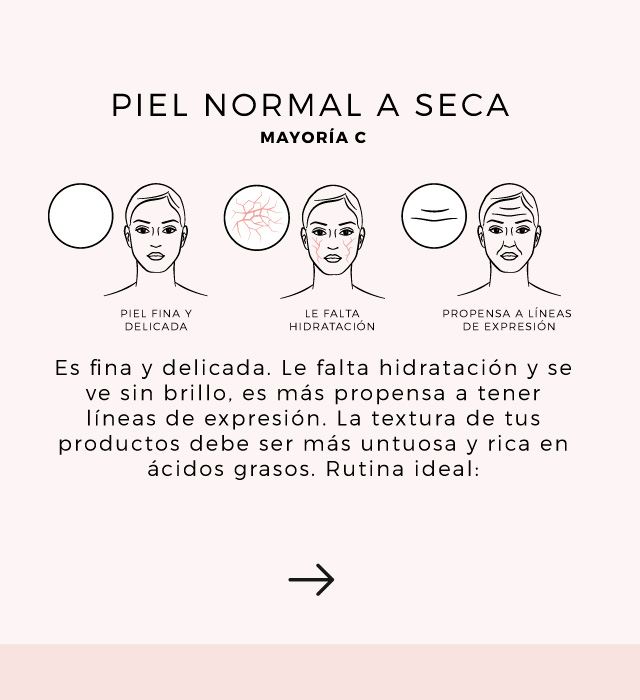 PIEL NORMAL A SECA
MAYORÍA C
PIEL FINA Y
DELICADA
LE FALTA
HIDRATACIÓN
PROPENSA A LÍNEAS
DE EXPRESIÓN
Es fina y delicada. Le falta hidratación y se
ve sin brillo, es más propensa a tener
líneas de expresión. La textura de tus
productos debe ser más untuosa y rica en
ácidos grasos. Rutina ideal: